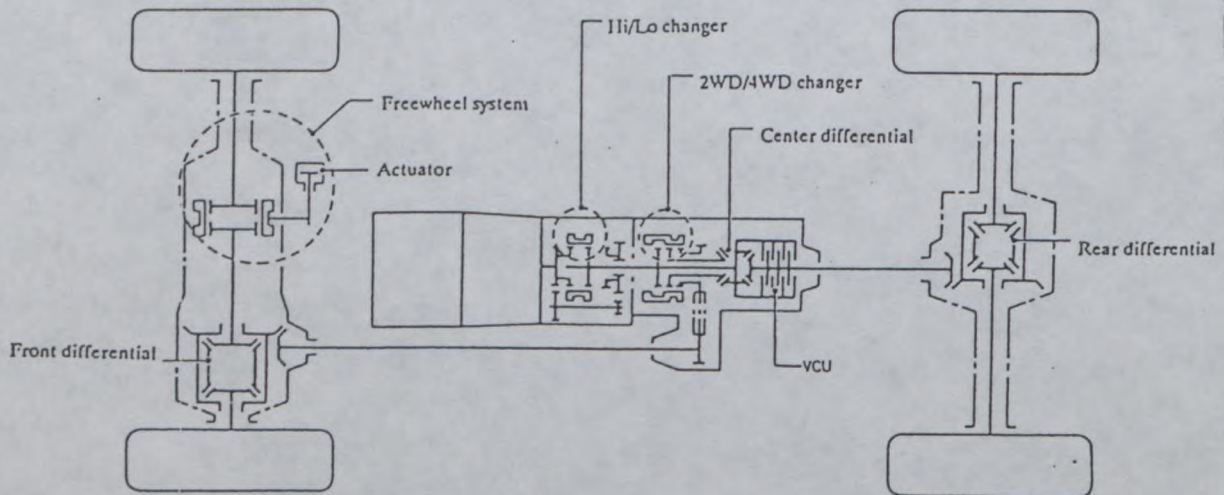 Hi/Lo changer
2WD/4WD changer
Freewheel system
Center differential
Actuator
Rear differential
Front differential
VCU